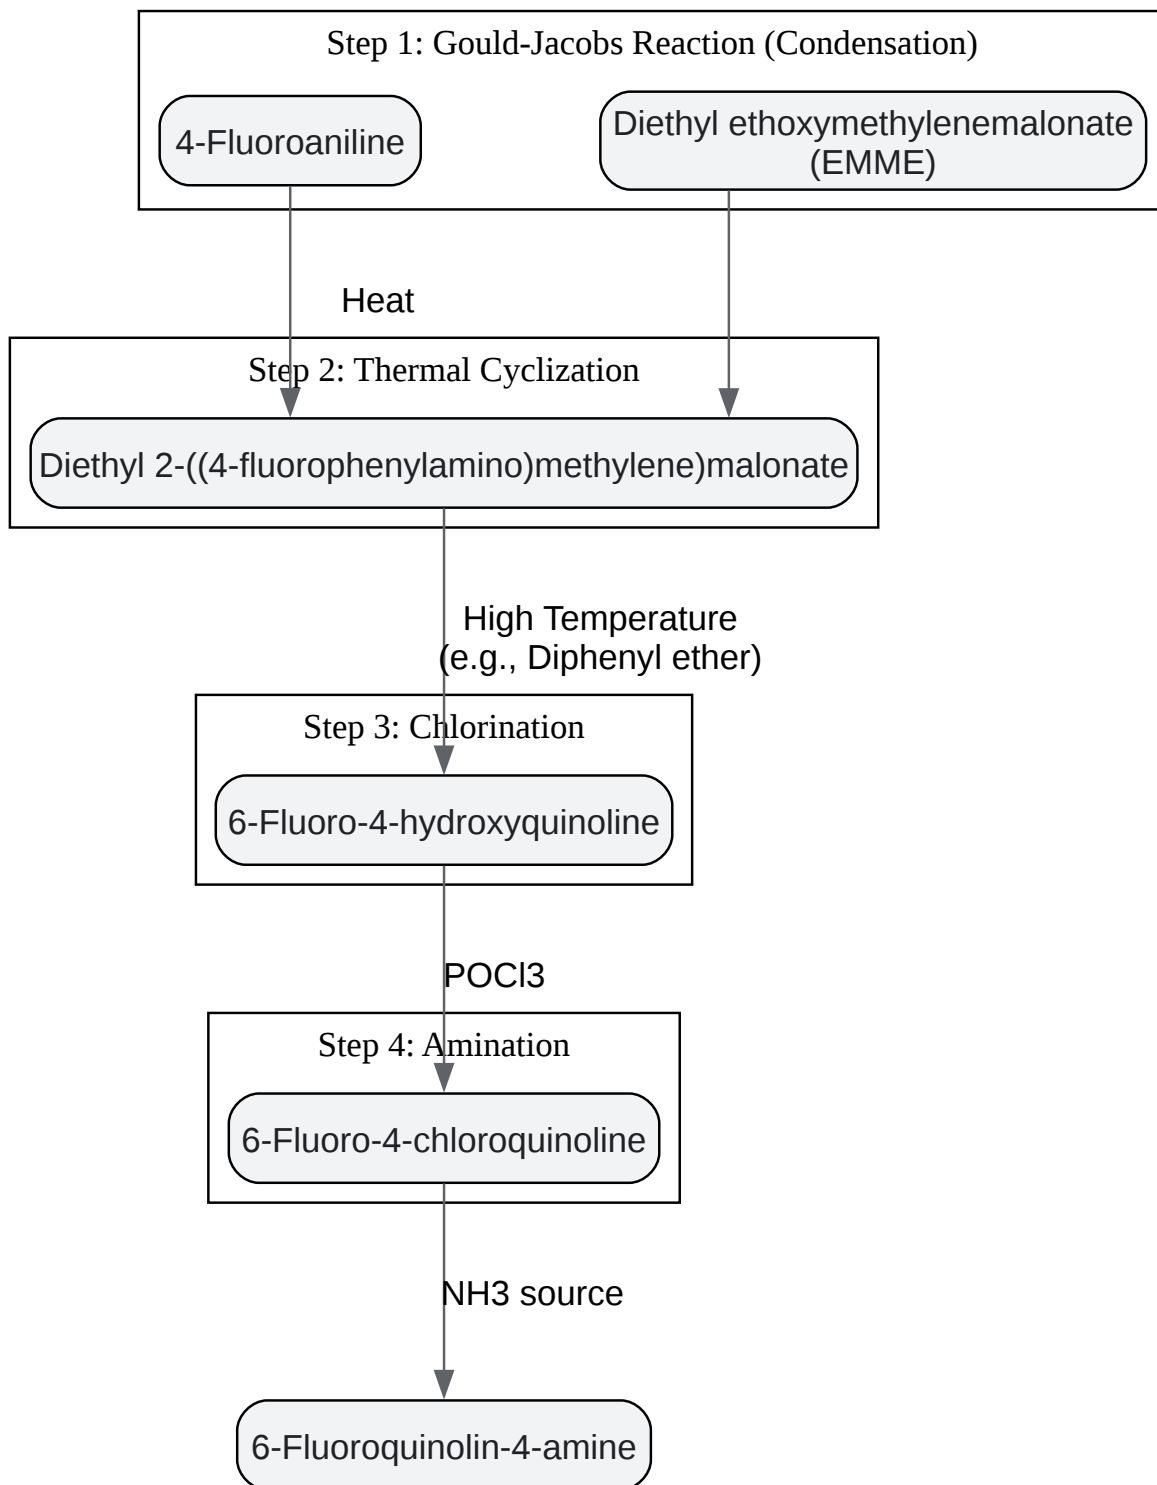 Step 1: Gould-Jacobs Reaction (Condensation)
4-Fluoroaniline
Diethyl ethoxymethylenemalonate
(EMME)
Heat
Step 2: Thermal Cyclization
Diethyl 2-((4-fluorophenylamino)methylene)malonate
High Temperature
(e.g., Diphenyl ether)
Step 3: Chlorination
6-Fluoro-4-hydroxyquinoline
POCl3
Step 4: Amination
6-Fluoro-4-chloroquinoline
NH3 source
6-Fluoroquinolin-4-amine